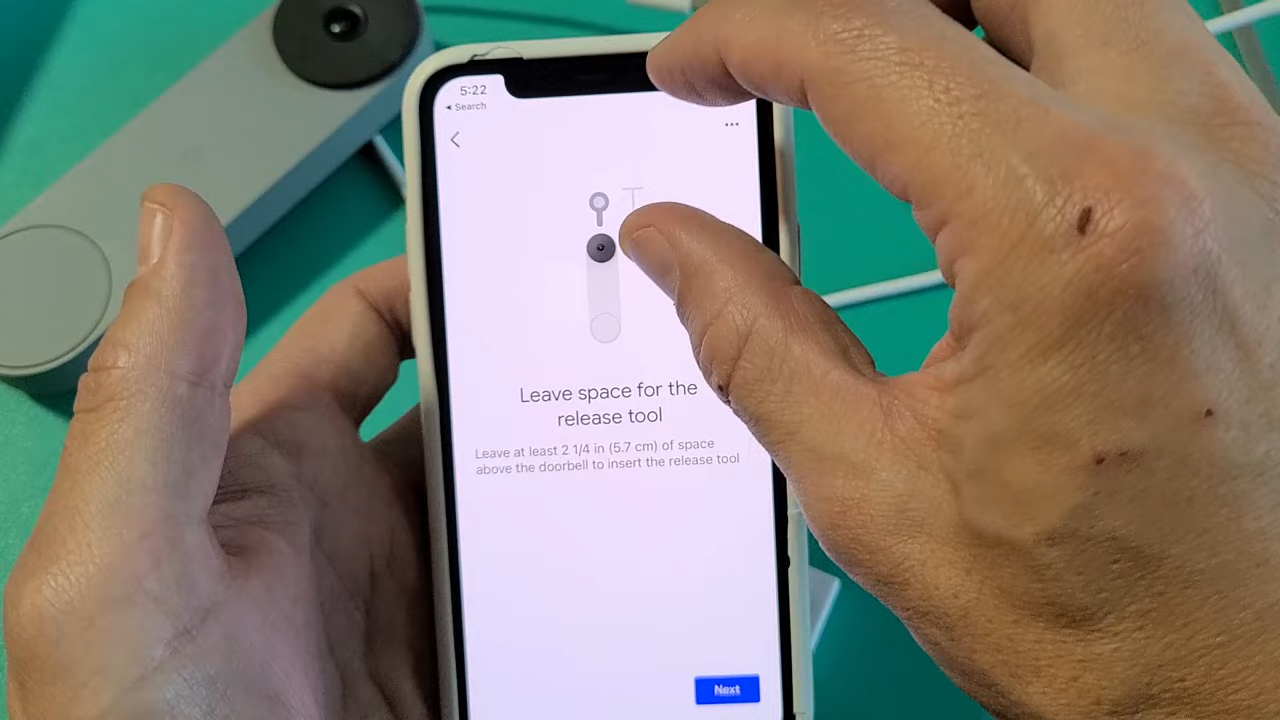 5:22
◂ Search
...
Leave space for the
release tool
Leave at least 2 1/4 in (5.7 cm) of space
above the doorbell to insert the release tool
Next